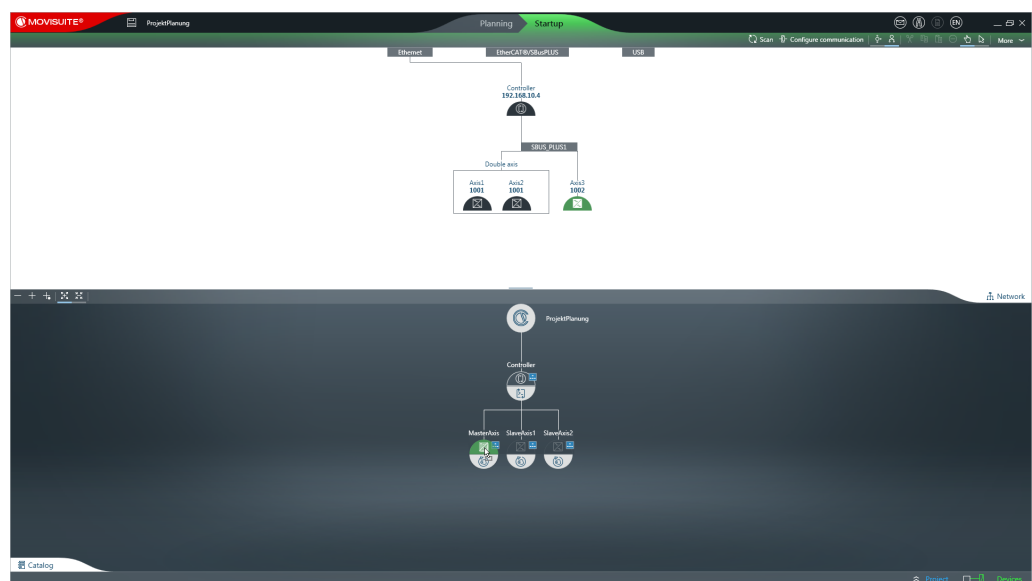 MOVISUITE® ProjektPlanung Planning Startup EN
Scan Configure communication More
Ethernet EtherCAT®/SBusPLUS USB
Controller
192.168.10.4
SBUS_PLUS1
Double axis
Axis1 Axis2 Axis3
1001 1001 1002
Network
ProjektPlanung
Controller
MasterAxis SlaveAxis1 SlaveAxis2
Catalog
Project Devices